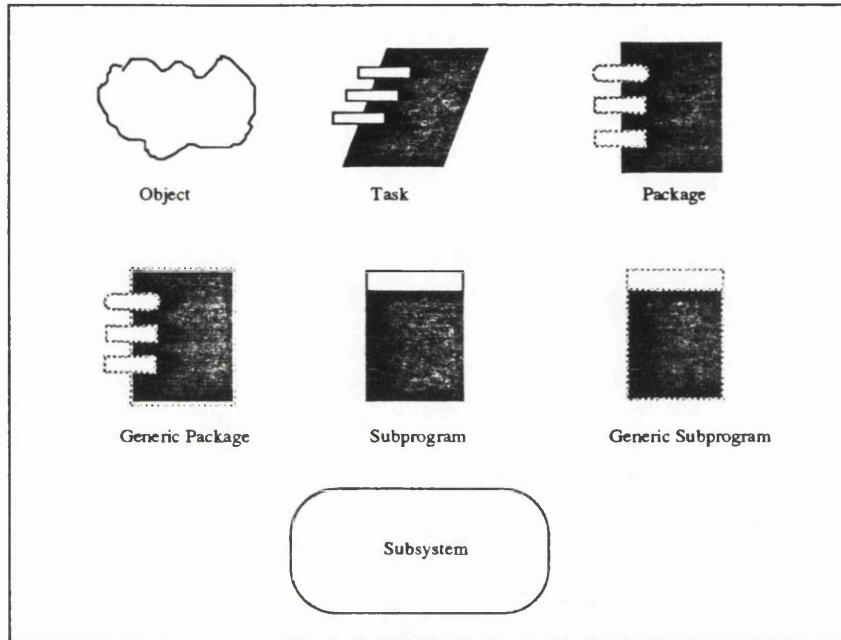 Object
Task
Package
Generic Package
Subprogram
Generic Subprogram
Subsystem